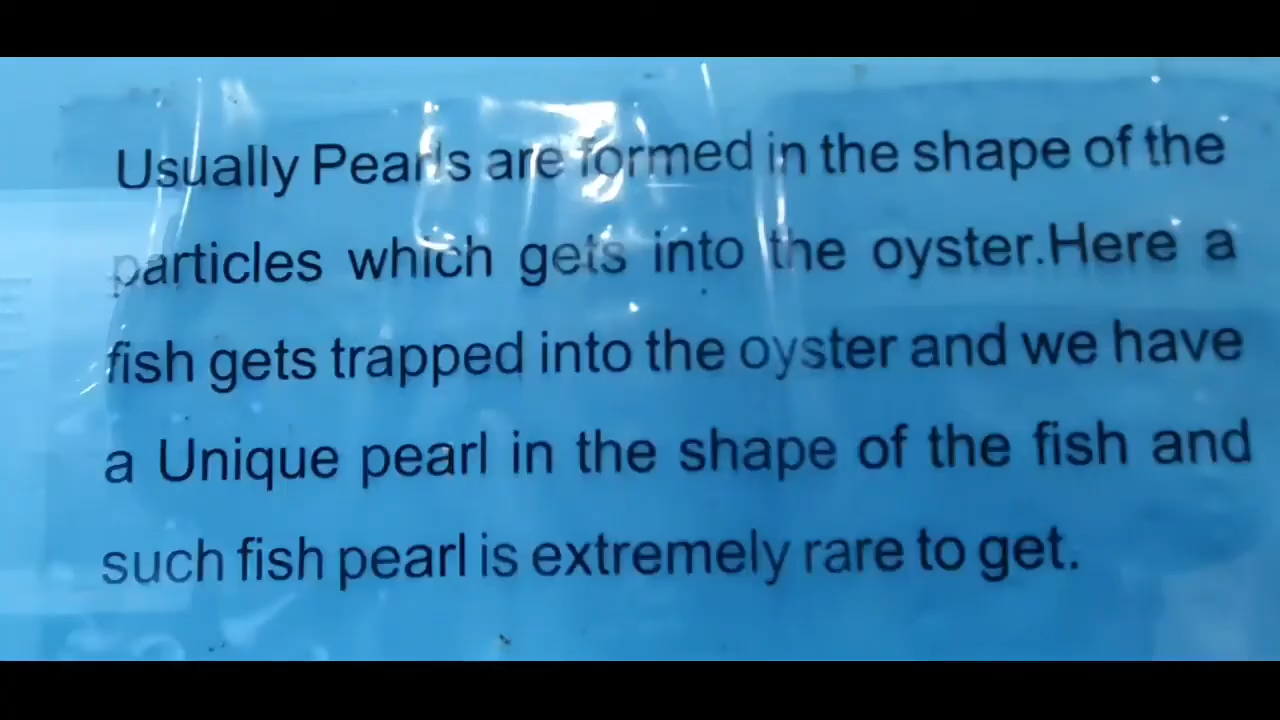 Usually Pearls are formed in the shape of the
particles which gets into the oyster.Here a
fish gets trapped into the oyster and we have
a Unique pearl in the shape of the fish and
such fish pearl is extremely rare to get.